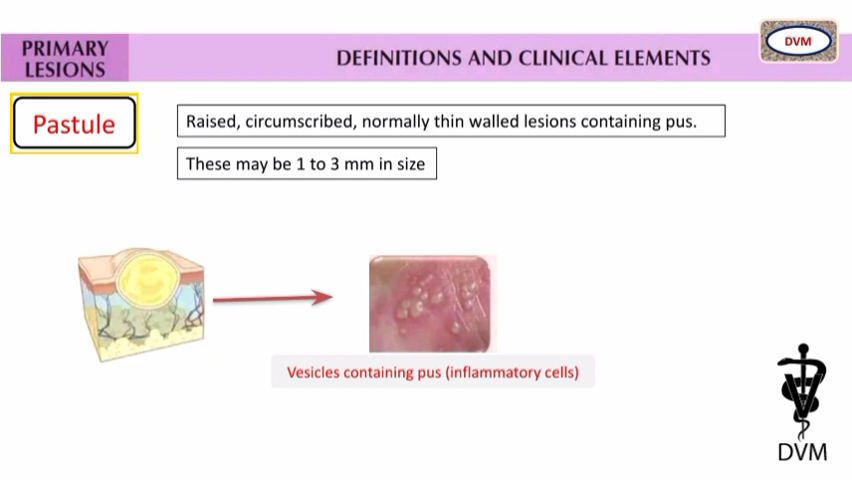 DVM
PRIMARY
LESIONS
DEFINITIONS AND CLINICAL ELEMENTS
Pastule
Raised, circumscribed, normally thin walled lesions containing pus.
These may be 1 to 3 mm in size
Vesicles containing pus (inflammatory cells)
V
DVM